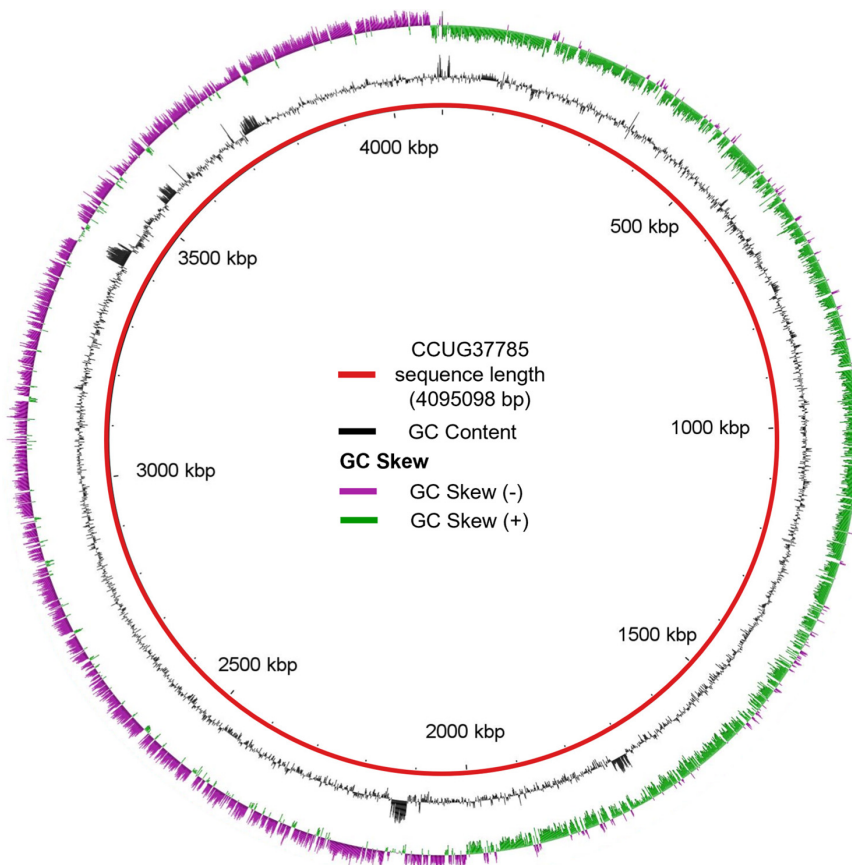 4000 kbp
500 kbp
3500 kbp
CCUG37785
sequence length
(4095098 bp)
GC Content
GC Skew
GC Skew (-)
GC Skew (+)
1000 kbp
3000 kbp
1500 kbp
2500 kbp
2000 kbp